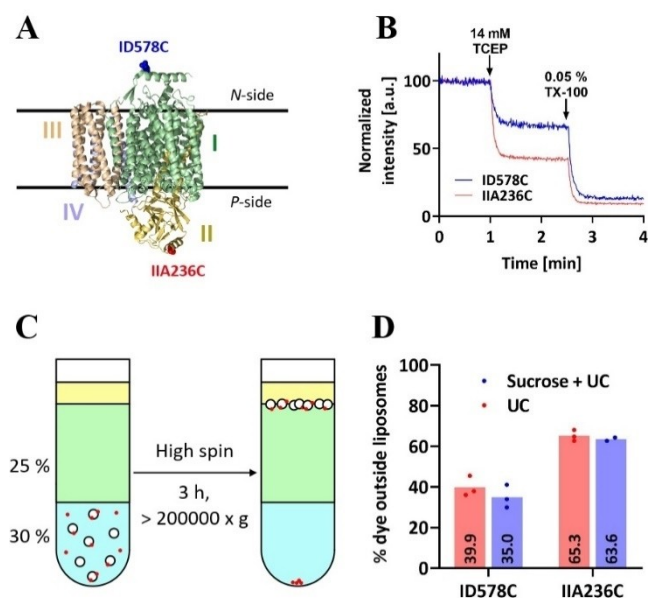 A
ID578C
N-side
III
I
P-side
IV
II
IIA236C
B
14 mM
TCEP
0.05 %
TX-100
Normalized
intensity [a.u.]
100
50
0
ID578C
IIA236C
0 1 2 3 4
Time [min]
C
25 %
30 %
High spin
3 h,
> 200000 x g
D
% dye outside liposomes
100
80
60
40
20
0
Sucrose + UC
UC
39.9 35.0 65.3 63.6
ID578C IIA236C